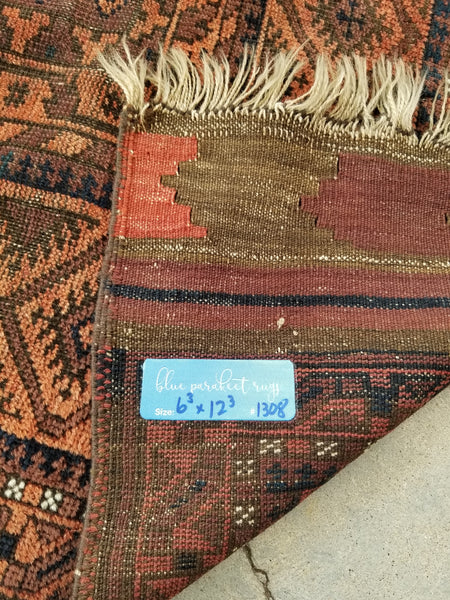 blue parakeet rugs
Size: 6³ x 12³ # 1308